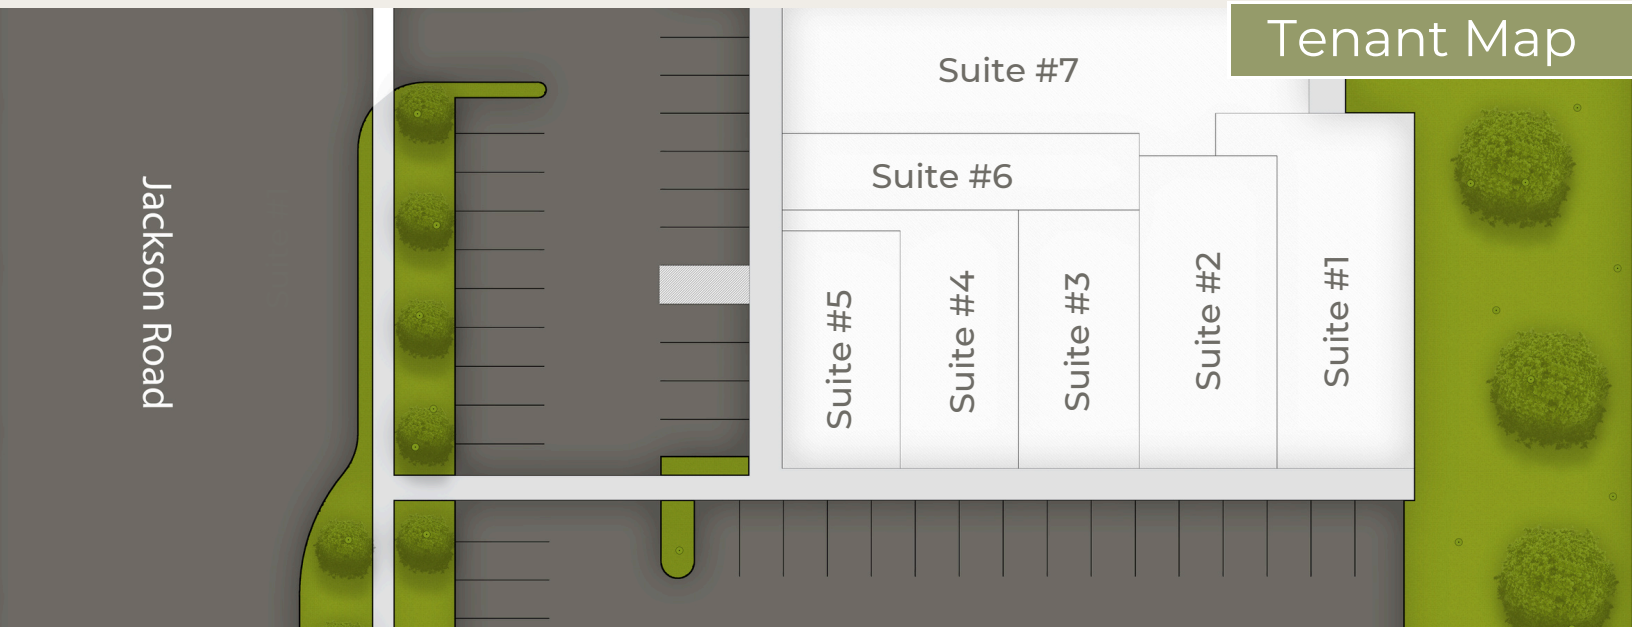 Tenant Map
Suite #7
Suite #6
Suite #5
Suite #4
Suite #3
Suite #2
Suite #1
Jackson Road